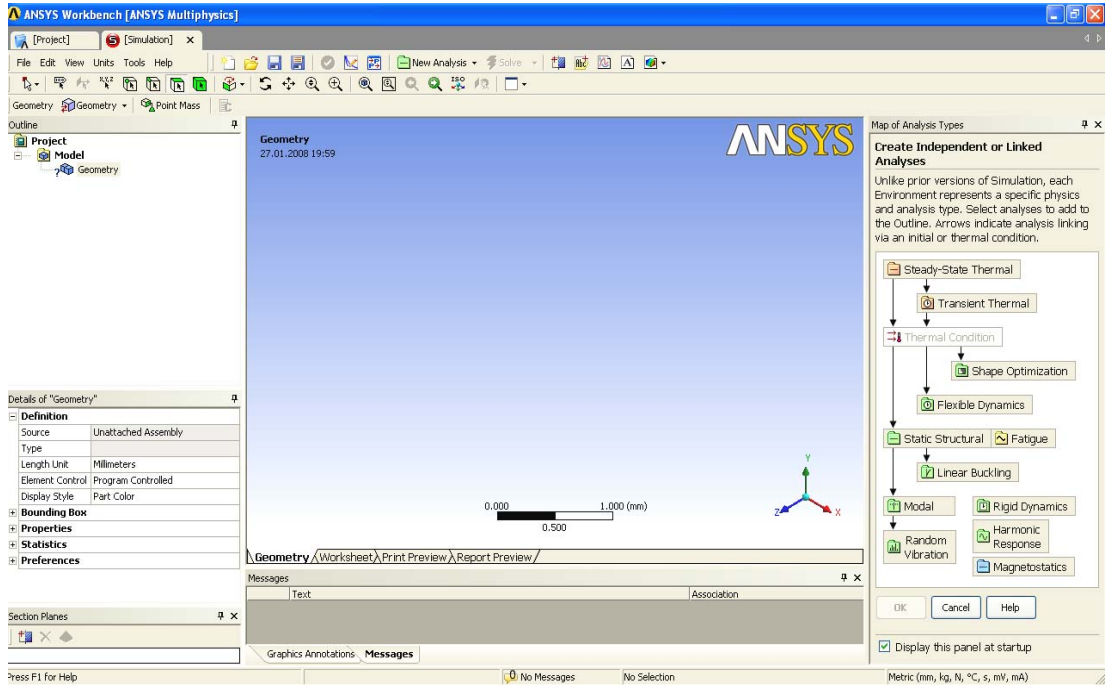 ANSYS Workbench [ANSYS Multiphysics]
[Project] [Simulation]
File Edit View Units Tools Help New Analysis Solve
Geometry Geometry Point Mass
Outline
Project
Model
Geometry
Details of "Geometry"
Definition
Source Unattached Assembly
Type
Length Unit Millimeters
Element Control Program Controlled
Display Style Part Color
Bounding Box
Properties
Statistics
Preferences
Section Planes
Geometry
27.01.2008 19:59
ANSYS
Y
Z X
0.000 1.000 (mm)
0.500
Geometry Worksheet Print Preview Report Preview
Messages
Text Association
Graphics Annotations Messages
Map of Analysis Types
Create Independent or Linked
Analyses
Unlike prior versions of Simulation, each
Environment represents a specific physics
and analysis type. Select analyses to add to
the Outline. Arrows indicate analysis linking
via an initial or thermal condition.
Steady-State Thermal
Transient Thermal
Thermal Condition
Shape Optimization
Flexible Dynamics
Static Structural Fatigue
Linear Buckling
Modal Rigid Dynamics
Random
Vibration
Harmonic
Response
Magnetostatics
OK Cancel Help
Display this panel at startup
Press F1 for Help 0 No Messages No Selection Metric (mm, kg, N, °C, s, mV, mA)